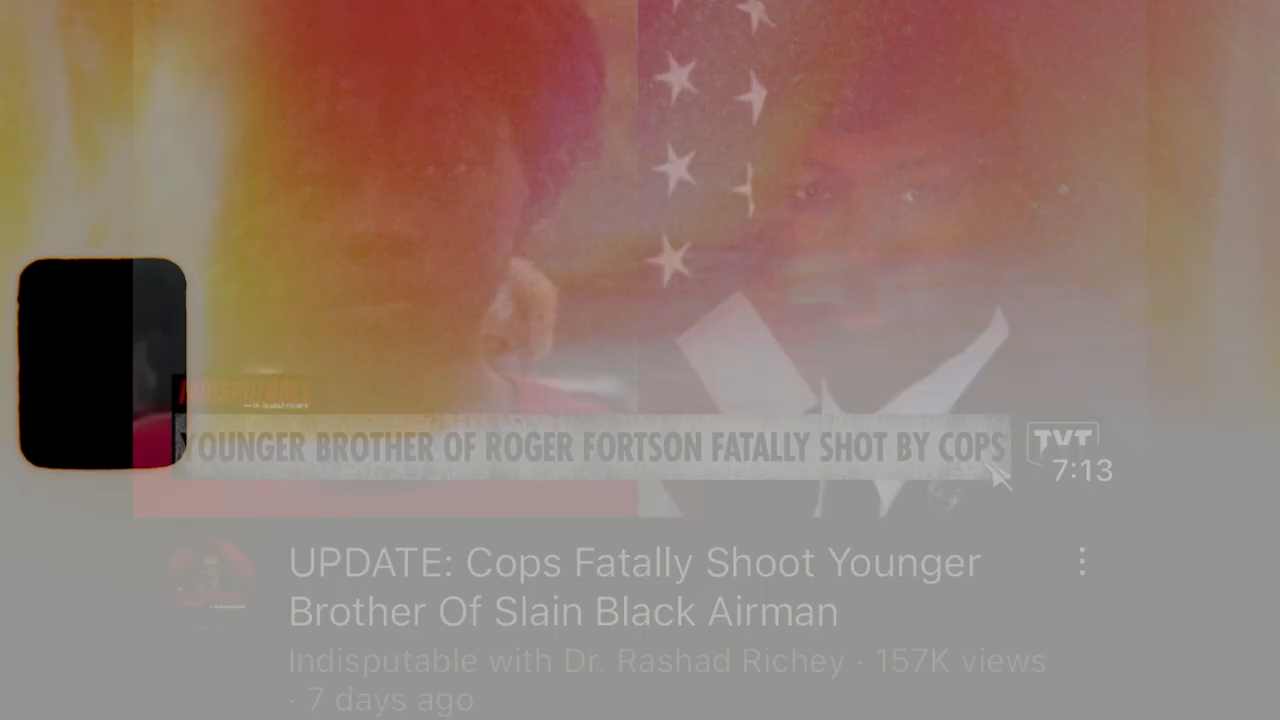 INDISPUTABLE
YOUNGER BROTHER OF ROGER FORTSON FATALLY SHOT BY COPS
TYT
7:13
UPDATE: Cops Fatally Shoot Younger
Brother Of Slain Black Airman
Indisputable with Dr. Rashad Richey · 157K views
· 7 days ago